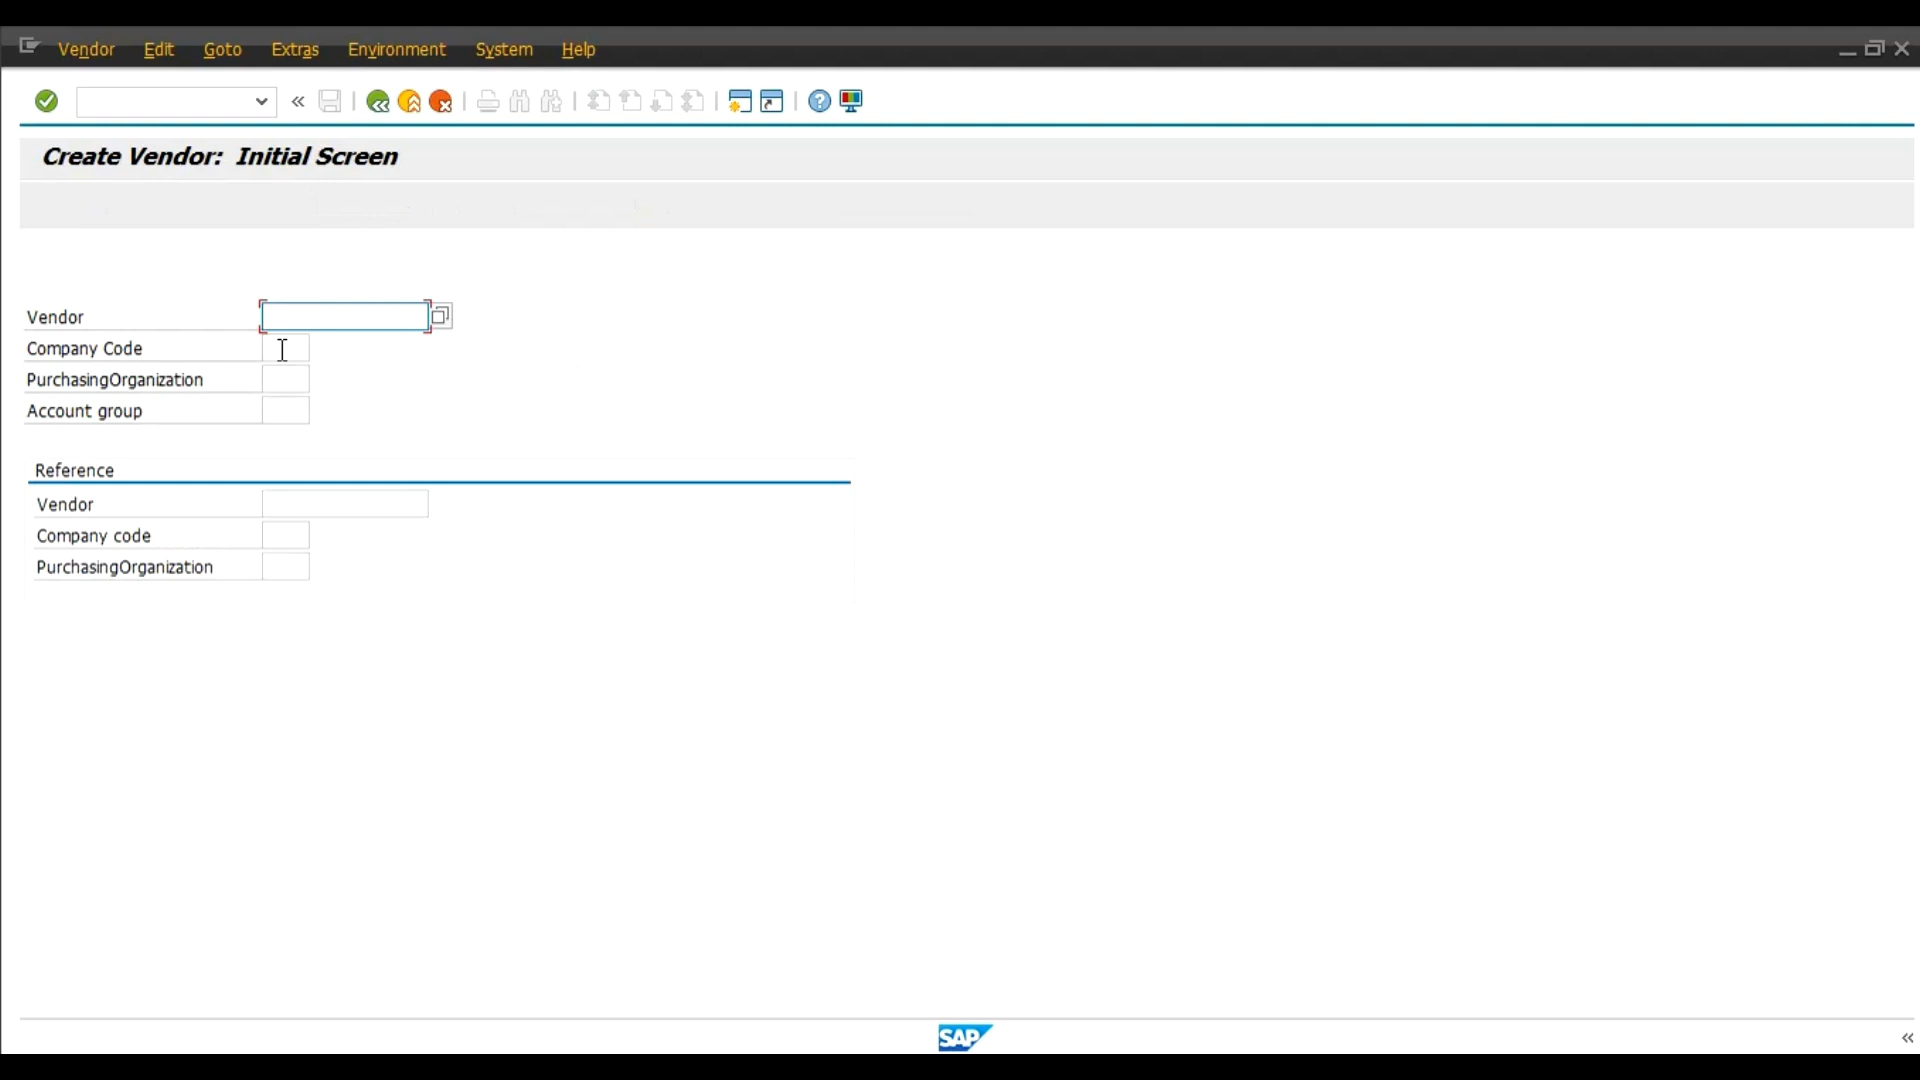 Vendor Edit Goto Extras Environment System Help
Create Vendor: Initial Screen
Vendor
Company Code
PurchasingOrganization
Account group
Reference
Vendor
Company code
PurchasingOrganization
SAP